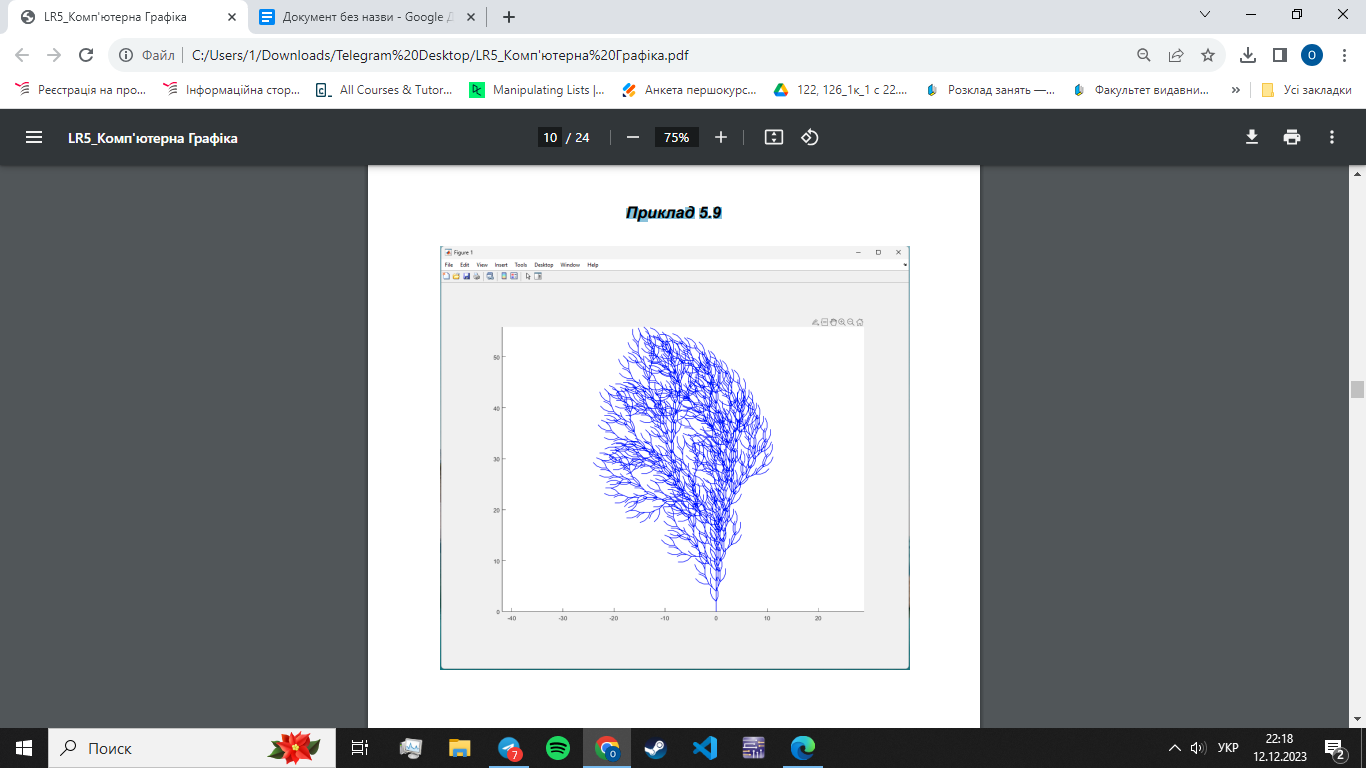 LR5_Комп'ютерна Графіка
Документ без назви - Google Д
Файл
C:/Users/1/Downloads/Telegram%20Desktop/LR5_Комп'ютерна%20Графіка.pdf
О
Реєстрація на про...
Інформаційна стор...
All Courses & Tutor...
Manipulating Lists |...
Анкета першокурс...
122, 126_1к_1 с 22....
Розклад занять —...
Факультет видавни...
»
Усі закладки
LR5_Комп'ютерна Графіка
10 / 24
75%
Приклад 5.9
Figure 1
File Edit View Insert Tools Desktop Window Help
50
40
30
20
10
0
-40 -30 -20 -10 0 10 20
Поиск
7
УКР
22:18
12.12.2023
2